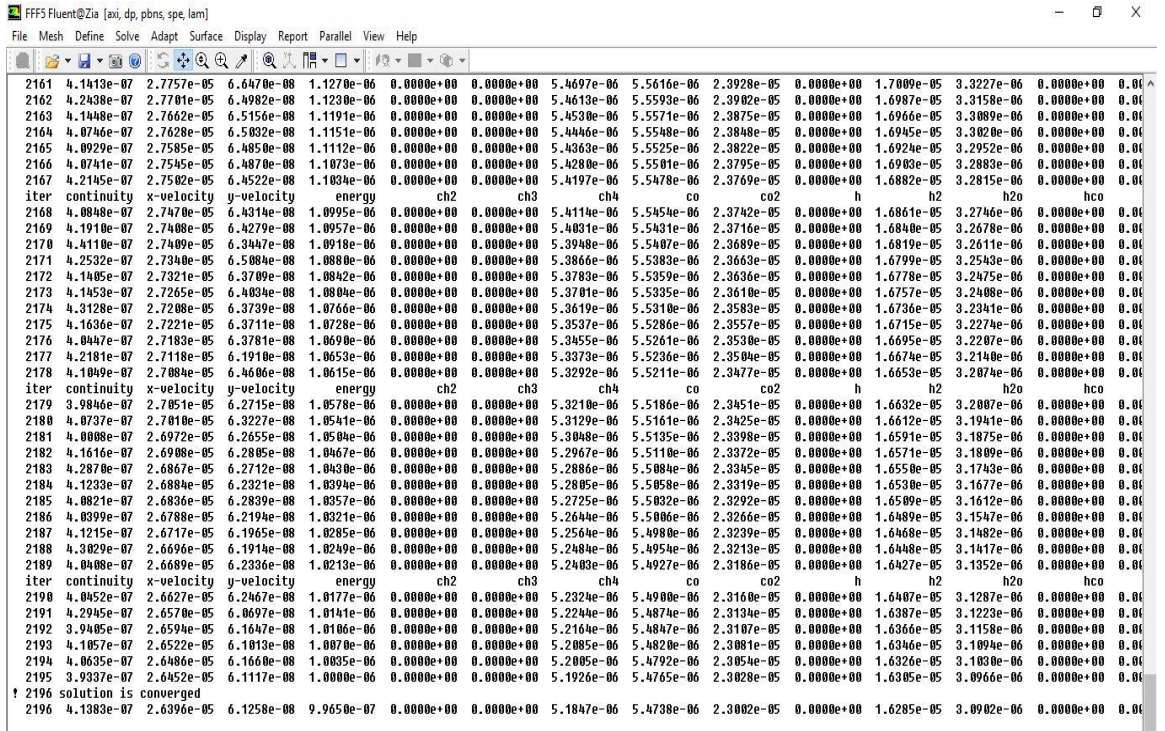 FFF5 Fluent@Zia [axi, dp, pbns, spe, lam]
File Mesh Define Solve Adapt Surface Display Report Parallel View Help
2161 4.1413e-07 2.7757e-05 6.6470e-08 1.1270e-06 0.0000e+00 0.0000e+00 5.4697e-06 5.5616e-06 2.3928e-05 0.0000e+00 1.7009e-05 3.3227e-06 0.0000e+00 0.00
2162 4.2438e-07 2.7701e-05 6.4982e-08 1.1230e-06 0.0000e+00 0.0000e+00 5.4613e-06 5.5593e-06 2.3902e-05 0.0000e+00 1.6987e-05 3.3158e-06 0.0000e+00 0.00
2163 4.1448e-07 2.7662e-05 6.5156e-08 1.1191e-06 0.0000e+00 0.0000e+00 5.4530e-06 5.5571e-06 2.3875e-05 0.0000e+00 1.6966e-05 3.3089e-06 0.0000e+00 0.00
2164 4.0746e-07 2.7628e-05 6.5032e-08 1.1151e-06 0.0000e+00 0.0000e+00 5.4446e-06 5.5548e-06 2.3848e-05 0.0000e+00 1.6945e-05 3.3020e-06 0.0000e+00 0.00
2165 4.0929e-07 2.7585e-05 6.4850e-08 1.1112e-06 0.0000e+00 0.0000e+00 5.4363e-06 5.5525e-06 2.3822e-05 0.0000e+00 1.6924e-05 3.2952e-06 0.0000e+00 0.00
2166 4.0741e-07 2.7545e-05 6.4870e-08 1.1073e-06 0.0000e+00 0.0000e+00 5.4280e-06 5.5501e-06 2.3795e-05 0.0000e+00 1.6903e-05 3.2883e-06 0.0000e+00 0.00
2167 4.2145e-07 2.7502e-05 6.4522e-08 1.1034e-06 0.0000e+00 0.0000e+00 5.4197e-06 5.5478e-06 2.3769e-05 0.0000e+00 1.6882e-05 3.2815e-06 0.0000e+00 0.00
iter continuity x-velocity y-velocity energy ch2 ch3 ch4 co co2 h h2 h2o hco
2168 4.0848e-07 2.7470e-05 6.4314e-08 1.0995e-06 0.0000e+00 0.0000e+00 5.4114e-06 5.5454e-06 2.3742e-05 0.0000e+00 1.6861e-05 3.2746e-06 0.0000e+00 0.00
2169 4.1910e-07 2.7408e-05 6.4279e-08 1.0957e-06 0.0000e+00 0.0000e+00 5.4031e-06 5.5431e-06 2.3716e-05 0.0000e+00 1.6840e-05 3.2678e-06 0.0000e+00 0.00
2170 4.4110e-07 2.7409e-05 6.3447e-08 1.0918e-06 0.0000e+00 0.0000e+00 5.3948e-06 5.5407e-06 2.3689e-05 0.0000e+00 1.6819e-05 3.2611e-06 0.0000e+00 0.00
2171 4.2532e-07 2.7340e-05 6.5084e-08 1.0880e-06 0.0000e+00 0.0000e+00 5.3866e-06 5.5383e-06 2.3663e-05 0.0000e+00 1.6799e-05 3.2543e-06 0.0000e+00 0.00
2172 4.1405e-07 2.7321e-05 6.3709e-08 1.0842e-06 0.0000e+00 0.0000e+00 5.3783e-06 5.5359e-06 2.3636e-05 0.0000e+00 1.6778e-05 3.2475e-06 0.0000e+00 0.00
2173 4.1453e-07 2.7265e-05 6.4034e-08 1.0804e-06 0.0000e+00 0.0000e+00 5.3701e-06 5.5335e-06 2.3610e-05 0.0000e+00 1.6757e-05 3.2408e-06 0.0000e+00 0.00
2174 4.3128e-07 2.7208e-05 6.3739e-08 1.0766e-06 0.0000e+00 0.0000e+00 5.3619e-06 5.5310e-06 2.3583e-05 0.0000e+00 1.6736e-05 3.2341e-06 0.0000e+00 0.00
2175 4.1636e-07 2.7221e-05 6.3711e-08 1.0728e-06 0.0000e+00 0.0000e+00 5.3537e-06 5.5286e-06 2.3557e-05 0.0000e+00 1.6715e-05 3.2274e-06 0.0000e+00 0.00
2176 4.0447e-07 2.7183e-05 6.3781e-08 1.0690e-06 0.0000e+00 0.0000e+00 5.3455e-06 5.5261e-06 2.3530e-05 0.0000e+00 1.6695e-05 3.2207e-06 0.0000e+00 0.00
2177 4.2181e-07 2.7118e-05 6.1910e-08 1.0653e-06 0.0000e+00 0.0000e+00 5.3373e-06 5.5236e-06 2.3504e-05 0.0000e+00 1.6674e-05 3.2140e-06 0.0000e+00 0.00
2178 4.1049e-07 2.7084e-05 6.4606e-08 1.0615e-06 0.0000e+00 0.0000e+00 5.3292e-06 5.5211e-06 2.3477e-05 0.0000e+00 1.6653e-05 3.2074e-06 0.0000e+00 0.00
iter continuity x-velocity y-velocity energy ch2 ch3 ch4 co co2 h h2 h2o hco
2179 3.9846e-07 2.7051e-05 6.2715e-08 1.0578e-06 0.0000e+00 0.0000e+00 5.3210e-06 5.5186e-06 2.3451e-05 0.0000e+00 1.6632e-05 3.2007e-06 0.0000e+00 0.00
2180 4.0737e-07 2.7010e-05 6.3227e-08 1.0541e-06 0.0000e+00 0.0000e+00 5.3129e-06 5.5161e-06 2.3425e-05 0.0000e+00 1.6612e-05 3.1941e-06 0.0000e+00 0.00
2181 4.0008e-07 2.6972e-05 6.2655e-08 1.0504e-06 0.0000e+00 0.0000e+00 5.3048e-06 5.5135e-06 2.3398e-05 0.0000e+00 1.6591e-05 3.1875e-06 0.0000e+00 0.00
2182 4.1616e-07 2.6908e-05 6.2805e-08 1.0467e-06 0.0000e+00 0.0000e+00 5.2967e-06 5.5110e-06 2.3372e-05 0.0000e+00 1.6571e-05 3.1809e-06 0.0000e+00 0.00
2183 4.2870e-07 2.6867e-05 6.2712e-08 1.0430e-06 0.0000e+00 0.0000e+00 5.2886e-06 5.5084e-06 2.3345e-05 0.0000e+00 1.6550e-05 3.1743e-06 0.0000e+00 0.00
2184 4.1233e-07 2.6884e-05 6.2321e-08 1.0394e-06 0.0000e+00 0.0000e+00 5.2805e-06 5.5058e-06 2.3319e-05 0.0000e+00 1.6530e-05 3.1677e-06 0.0000e+00 0.00
2185 4.0821e-07 2.6836e-05 6.2839e-08 1.0357e-06 0.0000e+00 0.0000e+00 5.2725e-06 5.5032e-06 2.3292e-05 0.0000e+00 1.6509e-05 3.1612e-06 0.0000e+00 0.00
2186 4.0399e-07 2.6788e-05 6.2194e-08 1.0321e-06 0.0000e+00 0.0000e+00 5.2644e-06 5.5006e-06 2.3266e-05 0.0000e+00 1.6489e-05 3.1547e-06 0.0000e+00 0.00
2187 4.1215e-07 2.6717e-05 6.1965e-08 1.0285e-06 0.0000e+00 0.0000e+00 5.2564e-06 5.4980e-06 2.3239e-05 0.0000e+00 1.6468e-05 3.1482e-06 0.0000e+00 0.00
2188 4.3029e-07 2.6696e-05 6.1914e-08 1.0249e-06 0.0000e+00 0.0000e+00 5.2484e-06 5.4954e-06 2.3213e-05 0.0000e+00 1.6448e-05 3.1417e-06 0.0000e+00 0.00
2189 4.0408e-07 2.6689e-05 6.2336e-08 1.0213e-06 0.0000e+00 0.0000e+00 5.2403e-06 5.4927e-06 2.3186e-05 0.0000e+00 1.6427e-05 3.1352e-06 0.0000e+00 0.00
iter continuity x-velocity y-velocity energy ch2 ch3 ch4 co co2 h h2 h2o hco
2190 4.0452e-07 2.6627e-05 6.2467e-08 1.0177e-06 0.0000e+00 0.0000e+00 5.2324e-06 5.4900e-06 2.3160e-05 0.0000e+00 1.6407e-05 3.1287e-06 0.0000e+00 0.00
2191 4.2945e-07 2.6570e-05 6.0697e-08 1.0141e-06 0.0000e+00 0.0000e+00 5.2244e-06 5.4874e-06 2.3134e-05 0.0000e+00 1.6387e-05 3.1223e-06 0.0000e+00 0.00
2192 3.9405e-07 2.6594e-05 6.1647e-08 1.0106e-06 0.0000e+00 0.0000e+00 5.2164e-06 5.4847e-06 2.3107e-05 0.0000e+00 1.6366e-05 3.1158e-06 0.0000e+00 0.00
2193 4.1057e-07 2.6522e-05 6.1013e-08 1.0070e-06 0.0000e+00 0.0000e+00 5.2085e-06 5.4820e-06 2.3081e-05 0.0000e+00 1.6346e-05 3.1094e-06 0.0000e+00 0.00
2194 4.0635e-07 2.6486e-05 6.1660e-08 1.0035e-06 0.0000e+00 0.0000e+00 5.2005e-06 5.4792e-06 2.3054e-05 0.0000e+00 1.6326e-05 3.1030e-06 0.0000e+00 0.00
2195 3.9337e-07 2.6452e-05 6.1117e-08 1.0000e-06 0.0000e+00 0.0000e+00 5.1926e-06 5.4765e-06 2.3028e-05 0.0000e+00 1.6305e-05 3.0966e-06 0.0000e+00 0.00
! 2196 solution is converged
2196 4.1383e-07 2.6396e-05 6.1258e-08 9.9650e-07 0.0000e+00 0.0000e+00 5.1847e-06 5.4738e-06 2.3002e-05 0.0000e+00 1.6285e-05 3.0902e-06 0.0000e+00 0.00